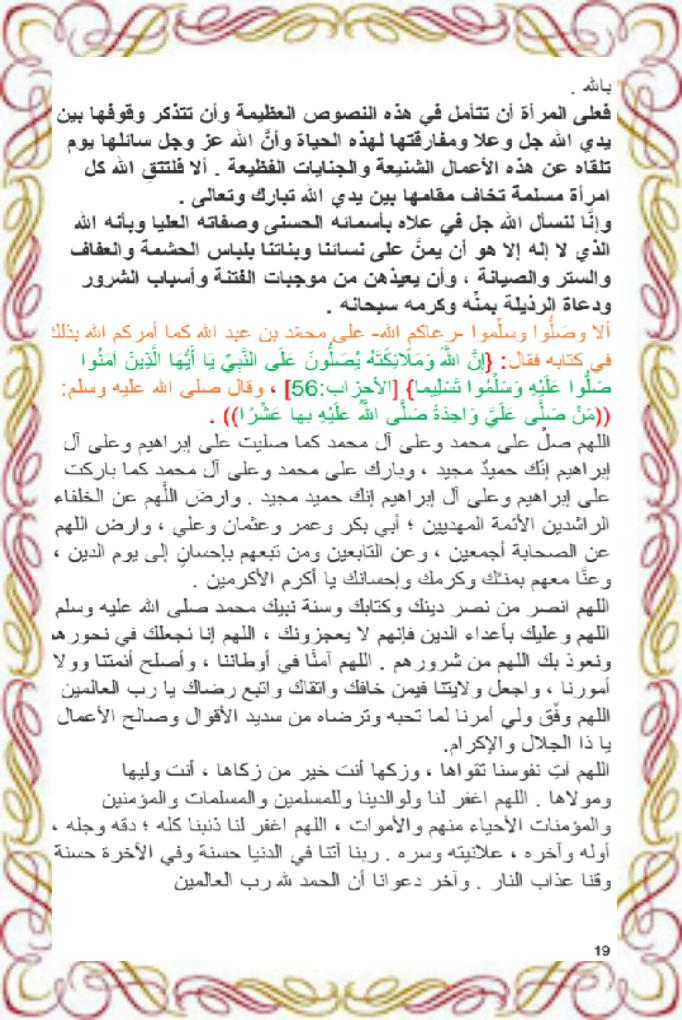 بالله .
فعلى المرأة أن تتأمل في هذه النصوص العظيمة وأن تتذكر وقوفها بين
يدي الله جل وعلا ومفارقتها لهذه الحياة وأنَّ الله عز وجل سائلها يوم
تلقاه عن هذه الأعمال الشنيعة والجنايات الفظيعة . ألا فلتتقِ الله كل
امرأة مسلمة تخاف مقامها بين يدي الله تبارك وتعالى .
وإنَّا لنسأل الله جل في علاه بأسمائه الحسنى وصفاته العليا وبأنه الله
الذي لا إله إلا هو أن يمنَّ على نسائنا وبناتنا بلباس الحشمة والعفاف
والستر والصيانة ، وأن يعيذهن من موجبات الفتنة وأسباب الشرور
ودعاة الرذيلة بمنِّه وكرمه سبحانه .
ألا وصَلُّوا وسلِّموا -رعاكم الله- على محمّد بن عبد الله كما أمركم الله بذلك
في كتابه فقال: {إِنَّ اللَّهَ وَمَلَائِكَتَهُ يُصَلُّونَ عَلَى النَّبِيِّ يَا أَيُّهَا الَّذِينَ آمَنُوا
صَلُّوا عَلَيْهِ وَسَلِّمُوا تَسْلِيما} [الأحزاب:56] ، وقال صلى الله عليه وسلم:
((مَنْ صَلَّى عَلَيَّ وَاحِدَةً صَلَّى اللَّهُ عَلَيْهِ بها عَشْرًا)) .
اللهم صلِّ على محمد وعلى آل محمد كما صليت على إبراهيم وعلى آل
إبراهيم إنّك حميدٌ مجيد ، وبارك على محمد وعلى آل محمد كما باركت
على إبراهيم وعلى آل إبراهيم إنك حميد مجيد . وارضَ اللَّهم عن الخلفاء
الراشدين الأئمة المهديين ؛ أبي بكر وعمر وعثمان وعلي ، وارض اللهم
عن الصحابة أجمعين ، وعن التابعين ومن تبعهم بإحسانٍ إلى يوم الدين ،
وعنَّا معهم بمنـِّك وكرمك وإحسانك يا أكرم الأكرمين .
اللهم انصر من نصر دينك وكتابك وسنة نبيك محمد صلى الله عليه وسلم
اللهم وعليك بأعداء الدين فإنهم لا يعجزونك ، اللهم إنا نجعلك في نحورهم
ونعوذ بك اللهم من شرورهم . اللهم آمنَّا في أوطاننا ، وأصلح أئمتنا وولا
أمورنا ، واجعل ولايتنا فيمن خافك واتقاك واتبع رضاك يا رب العالمين
اللهم وفِّق ولي أمرنا لما تحبه وترضاه من سديد الأقوال وصالح الأعمال
يا ذا الجلال والإكرام.
اللهم آتِ نفوسنا تقواها ، وزكها أنت خير من زكاها ، أنت وليها
ومولاها . اللهم اغفر لنا ولوالدينا وللمسلمين والمسلمات والمؤمنين
والمؤمنات الأحياء منهم والأموات ، اللهم اغفر لنا ذنبنا كله ؛ دقه وجله ،
أوله وآخره ، علانيته وسره . ربنا آتنا في الدنيا حسنة وفي الآخرة حسنة
وقنا عذاب النار . وآخر دعوانا أن الحمد لله رب العالمين
19